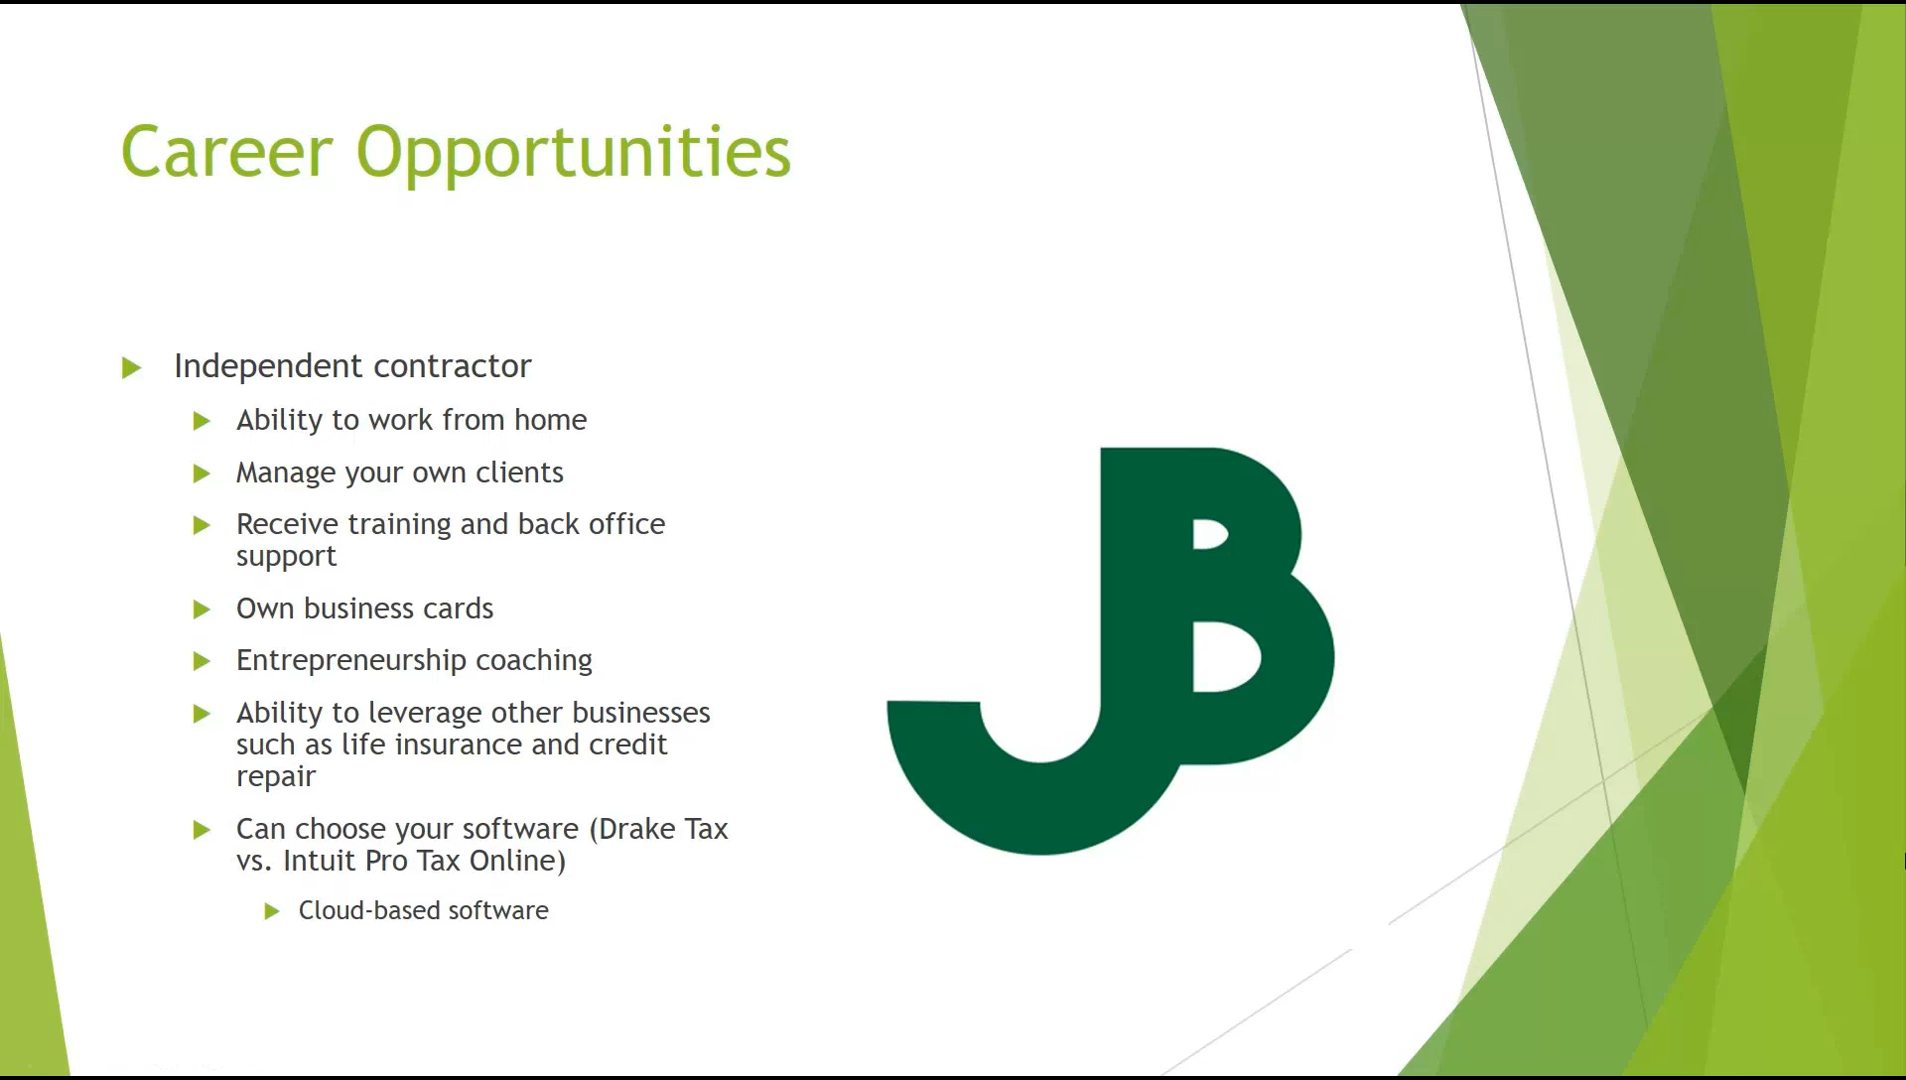 Career Opportunities
Independent contractor
Ability to work from home
Manage your own clients
Receive training and back office
support
Own business cards
Entrepreneurship coaching
Ability to leverage other businesses
such as life insurance and credit
repair
Can choose your software (Drake Tax
vs. Intuit Pro Tax Online)
Cloud-based software
JB